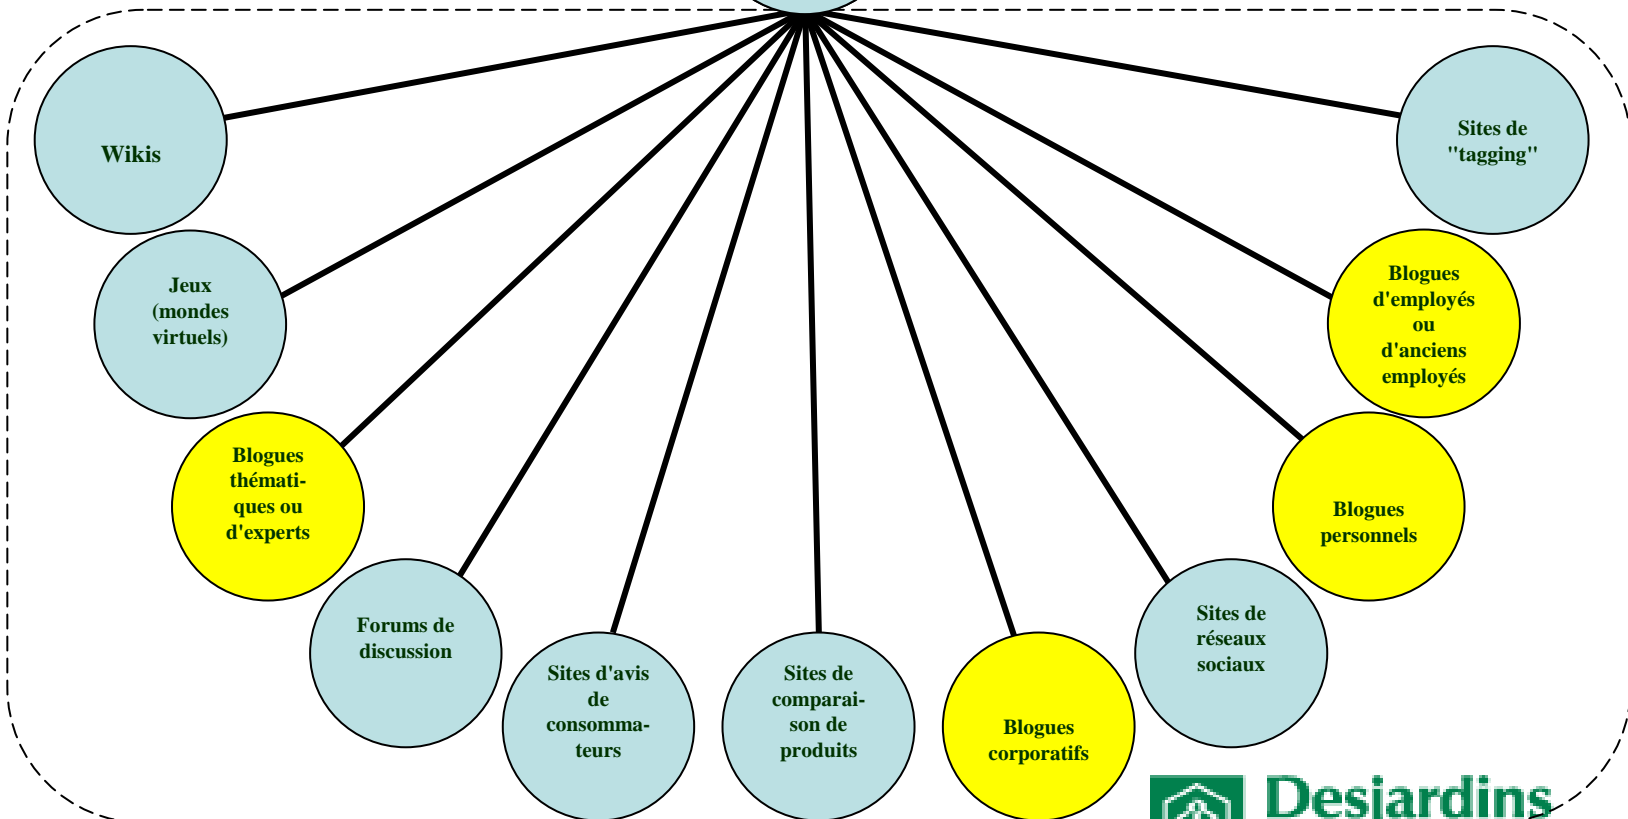 Wikis
Sites de
"tagging"
Jeux
(mondes
virtuels)
Blogues
d'employés
ou
d'anciens
employés
Blogues
thémati-
ques ou
d'experts
Blogues
personnels
Forums de
discussion
Sites de
réseaux
sociaux
Sites d'avis
de
consomma-
teurs
Sites de
comparai-
son de
produits
Blogues
corporatifs
Desjardins